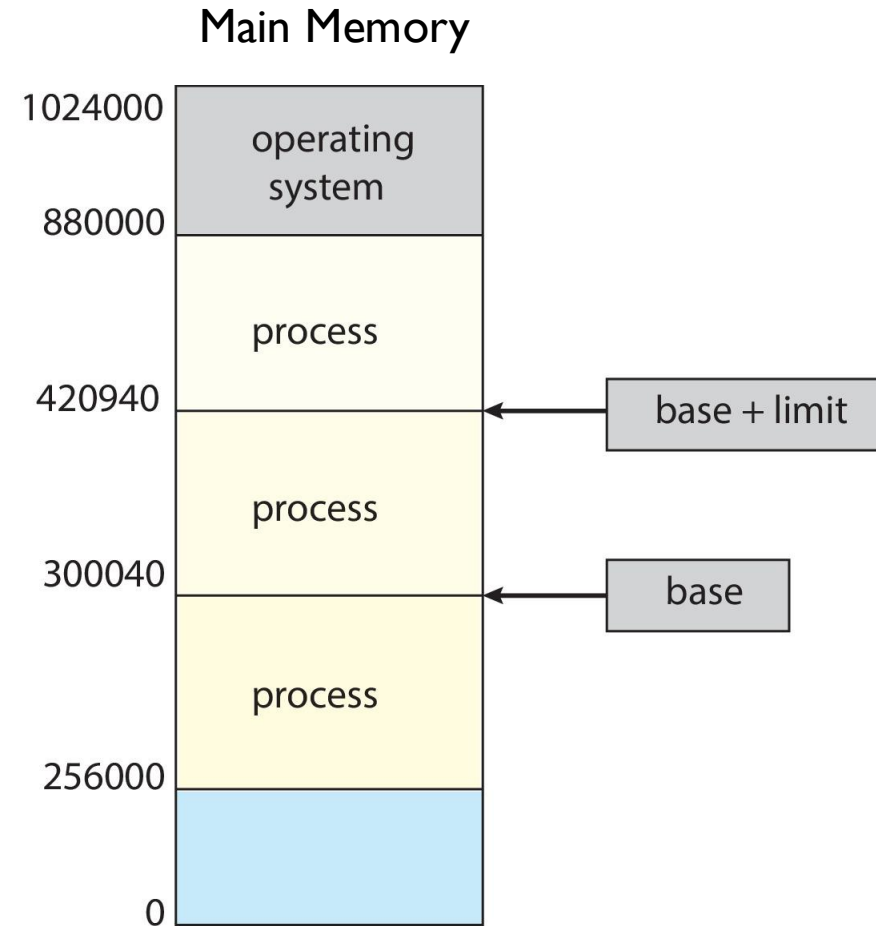 Main Memory
1024000
operating
system
880000
process
420940
base + limit
process
300040
base
process
256000
0